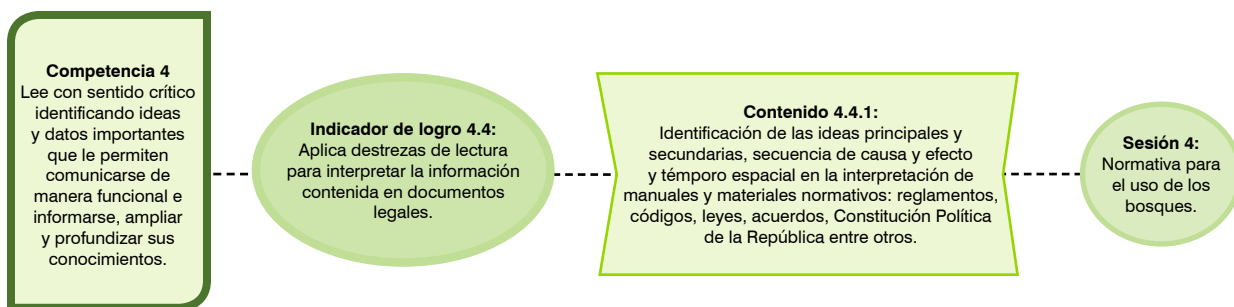 Competencia 4
Lee con sentido crítico
identificando ideas
y datos importantes
que le permiten
comunicarse de
manera funcional e
informarse, ampliar
y profundizar sus
conocimientos.
Indicador de logro 4.4:
Aplica destrezas de lectura
para interpretar la información
contenida en documentos
legales.
Contenido 4.4.1:
Identificación de las ideas principales y
secundarias, secuencia de causa y efecto
y témporo espacial en la interpretación de
manuales y materiales normativos: reglamentos,
códigos, leyes, acuerdos, Constitución Política
de la República entre otros.
Sesión 4:
Normativa para
el uso de los
bosques.